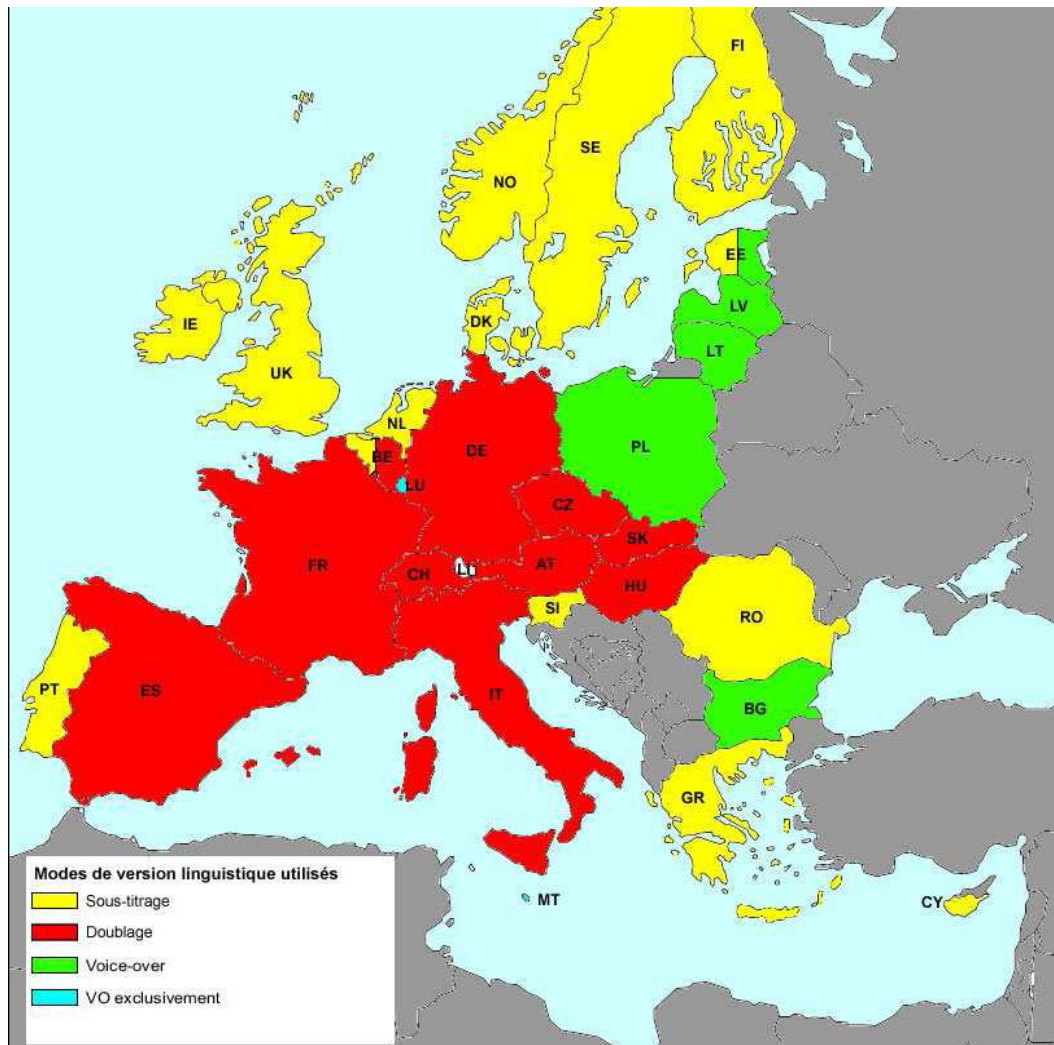 FI
SE
NO
EE
LV
DK
IE
LT
UK
NL
PL
BE
DE
LU
CZ
SK
FR
AT
CH
LI
HU
SI
RO
PT
ES
IT
BG
GR
MT
CY
Modes de version linguistique utilisés
Sous-titrage
Doublage
Voice-over
VO exclusivement